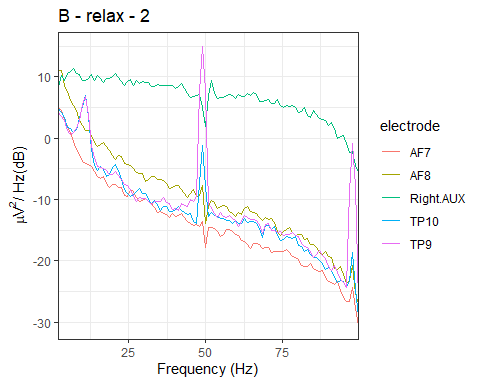 B - relax - 2
μV²/ Hz(dB)
10
0
-10
-20
-30
25
50
75
Frequency (Hz)
electrode
AF7
AF8
Right.AUX
TP10
TP9